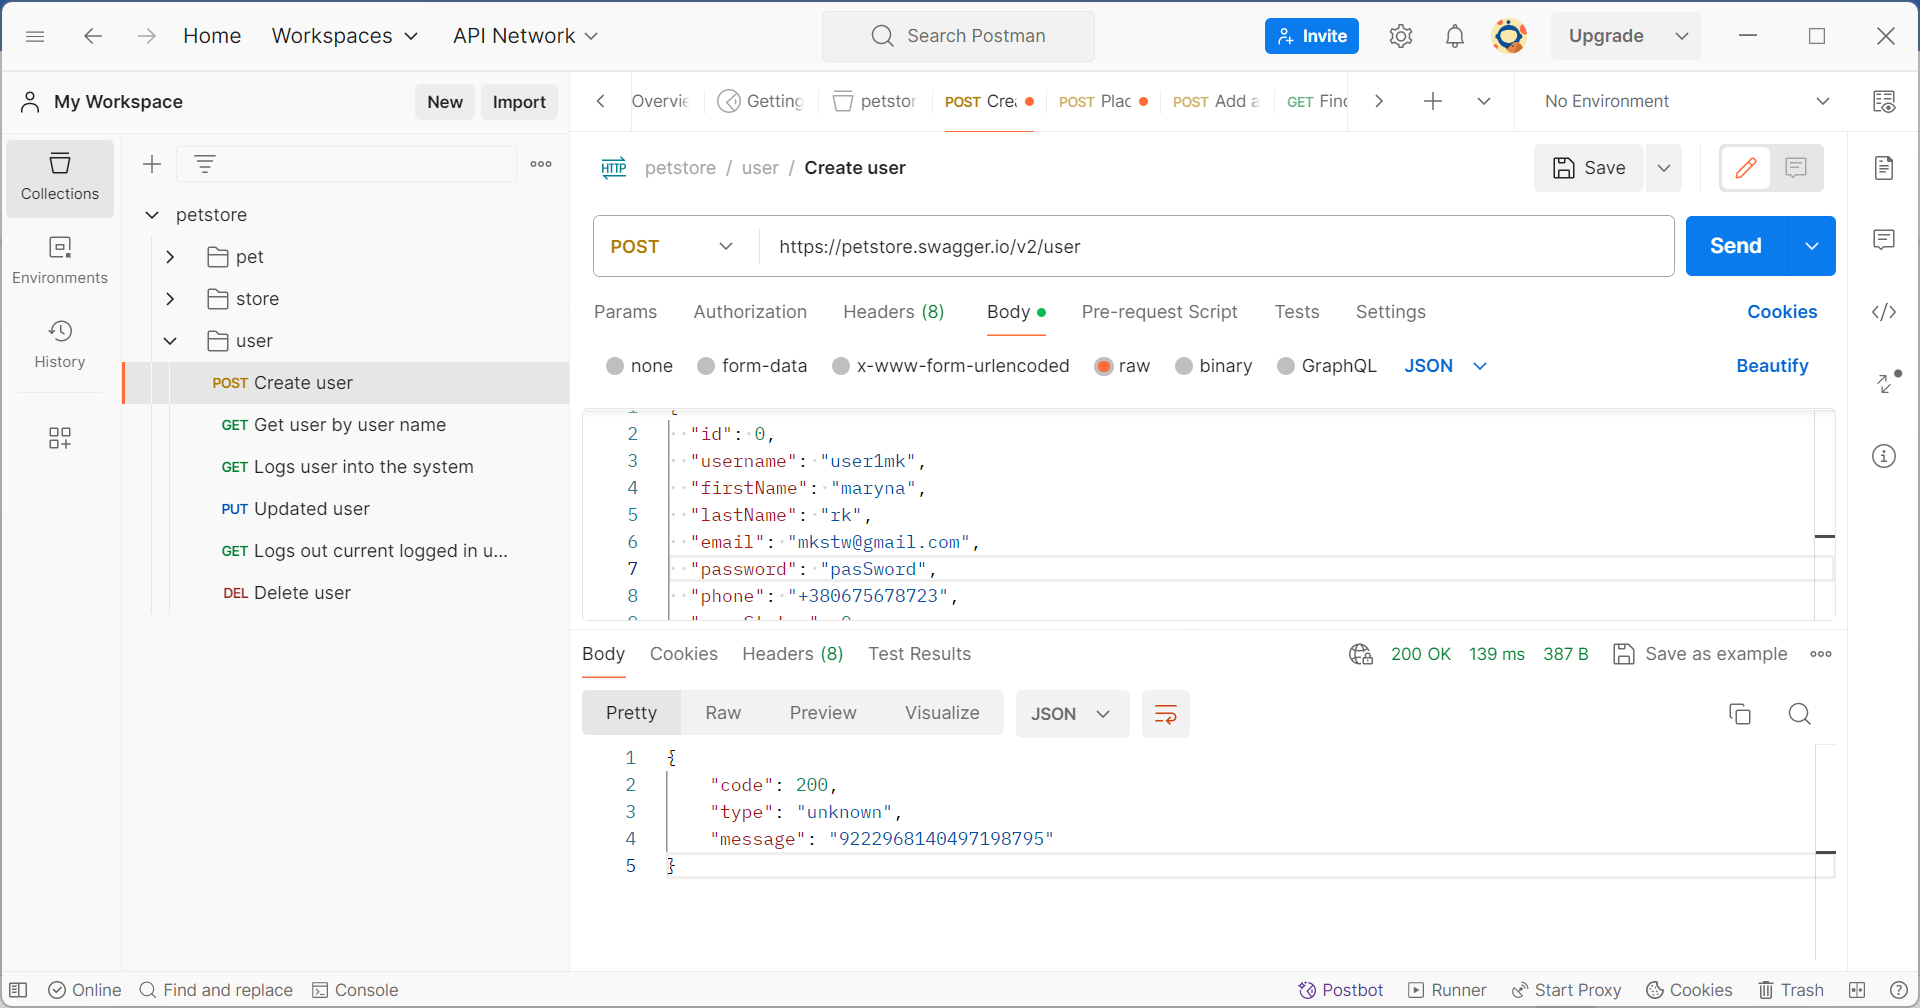 Home Workspaces API Network Search Postman Invite Upgrade
My Workspace New Import
Overvie Getting petstor POST Cre POST Plac POST Add a GET Find No Environment
Collections
Environments
History
petstore
pet
store
user
POST Create user
GET Get user by user name
GET Logs user into the system
PUT Updated user
GET Logs out current logged in u...
DEL Delete user
HTTP petstore / user / Create user Save
POST https://petstore.swagger.io/v2/user Send
Params Authorization Headers (8) Body Pre-request Script Tests Settings Cookies
none form-data x-www-form-urlencoded raw binary GraphQL JSON Beautify
2 "id": 0,
3 "username": "user1mk",
4 "firstName": "maryna",
5 "lastName": "rk",
6 "email": "mkstw@gmail.com",
7 "password": "pasSword",
8 "phone": "+380675678723",
Body Cookies Headers (8) Test Results 200 OK 139 ms 387 B Save as example
Pretty Raw Preview Visualize JSON
1 {
2 "code": 200,
3 "type": "unknown",
4 "message": "9222968140497198795"
5 }
Online Find and replace Console Postbot Runner Start Proxy Cookies Trash